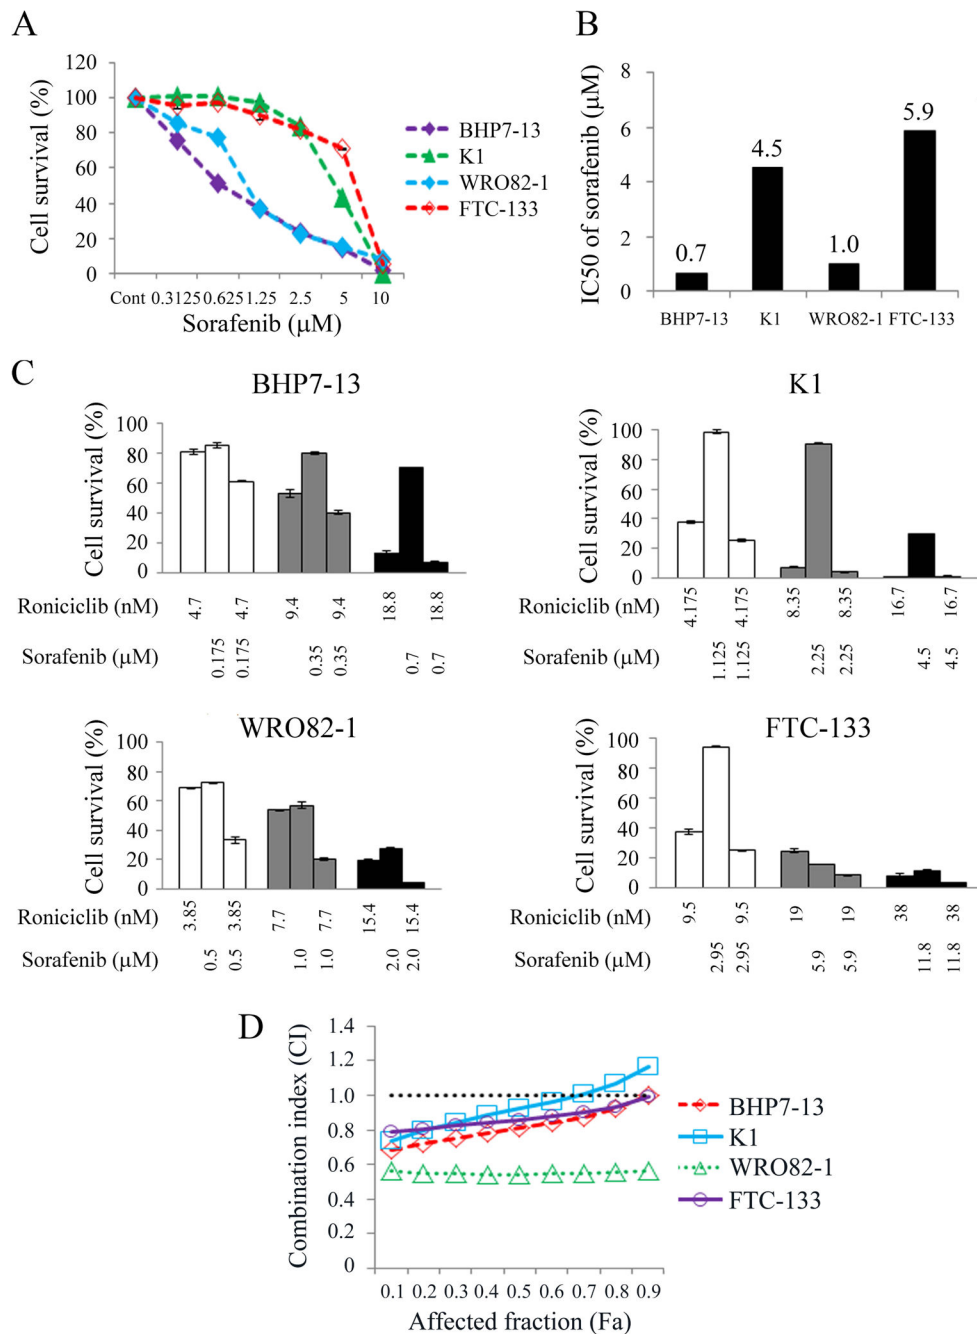 A
120
100
80
60
40
20
0
Cell survival (%)
Cont 0.3125 0.625 1.25 2.5 5 10
Sorafenib (µM)
BHP7-13
K1
WRO82-1
FTC-133
B
8
6
4
2
0
IC50 of sorafenib (µM)
0.7
4.5
1.0
5.9
BHP7-13 K1 WRO82-1 FTC-133
C
BHP7-13
100
80
60
40
20
0
Cell survival (%)
Roniciclib (nM) 4.7 4.7 9.4 9.4 18.8 18.8
Sorafenib (µM) 0.175 0.175 0.35 0.35 0.7 0.7
K1
100
80
60
40
20
0
Cell survival (%)
Roniciclib (nM) 4.175 4.175 8.35 8.35 16.7 16.7
Sorafenib (µM) 1.125 1.125 2.25 2.25 4.5 4.5
WRO82-1
100
80
60
40
20
0
Cell survival (%)
Roniciclib (nM) 3.85 3.85 7.7 7.7 15.4 15.4
Sorafenib (µM) 0.5 0.5 1.0 1.0 2.0 2.0
FTC-133
100
80
60
40
20
0
Cell survival (%)
Roniciclib (nM) 9.5 9.5 19 19 38 38
Sorafenib (µM) 2.95 2.95 5.9 5.9 11.8 11.8
D
1.4
1.2
1.0
0.8
0.6
0.4
0.2
0
Combination index (CI)
0.1 0.2 0.3 0.4 0.5 0.6 0.7 0.8 0.9
Affected fraction (Fa)
BHP7-13
K1
WRO82-1
FTC-133